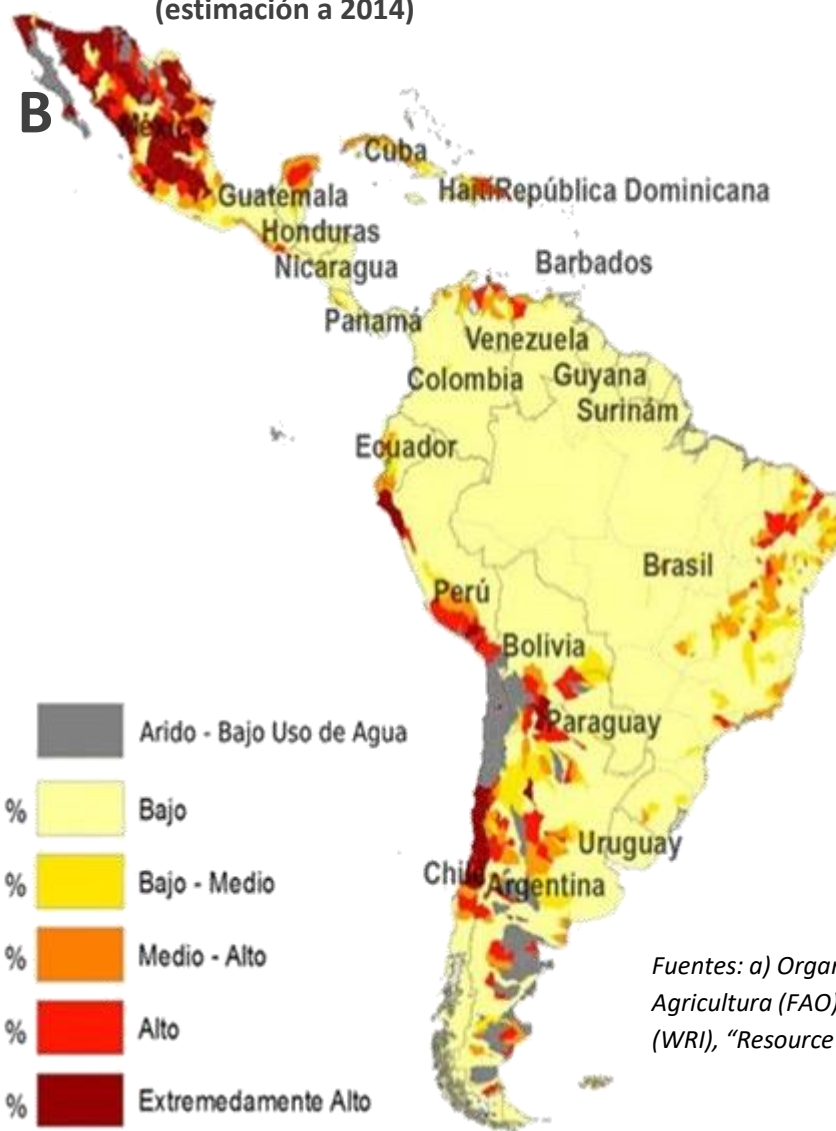 (estimación a 2014)
B
México
Cuba
Guatemala
Haití República Dominicana
Honduras
Nicaragua
Barbados
Panamá
Venezuela
Colombia
Guyana
Surinám
Ecuador
Brasil
Perú
Bolivia
Paraguay
Uruguay
Chile
Argentina
Arido - Bajo Uso de Agua
% Bajo
% Bajo - Medio
% Medio - Alto
% Alto
% Extremedamente Alto
Fuentes: a) Organ
Agricultura (FAO)
(WRI), “Resource